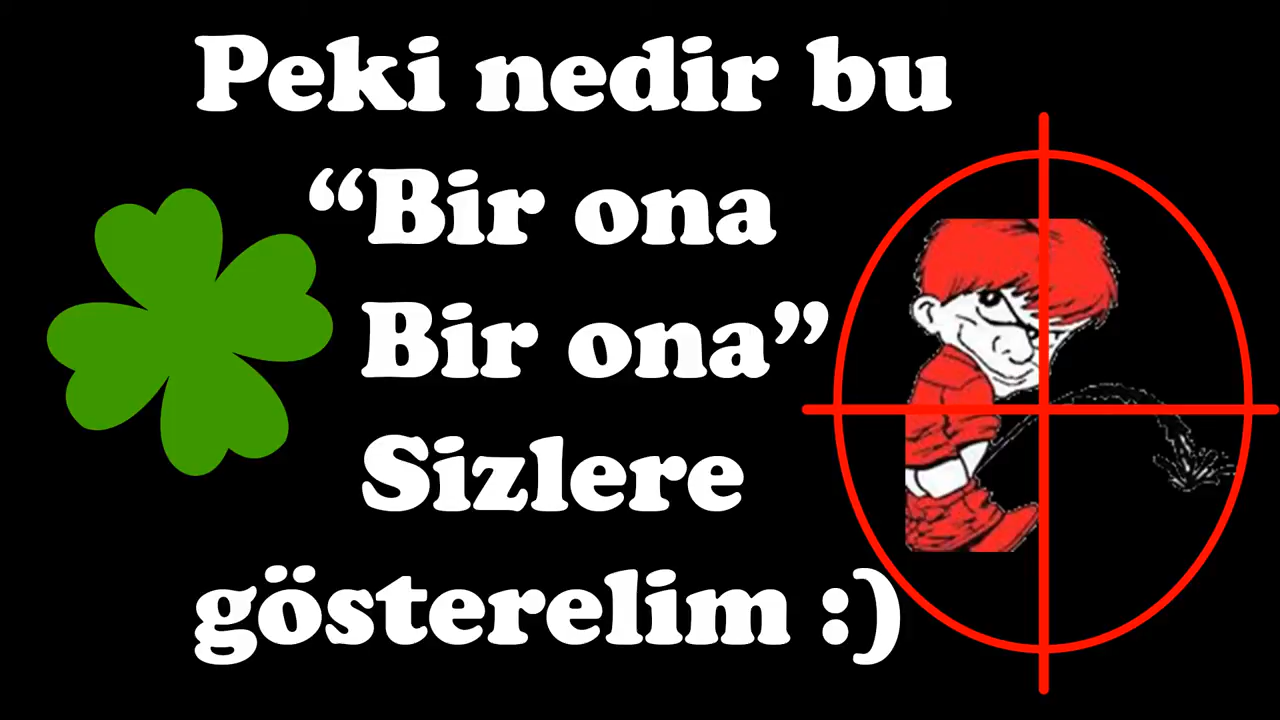 Peki nedir bu
“Bir ona
Bir ona”
Sizlere
gösterelim :)